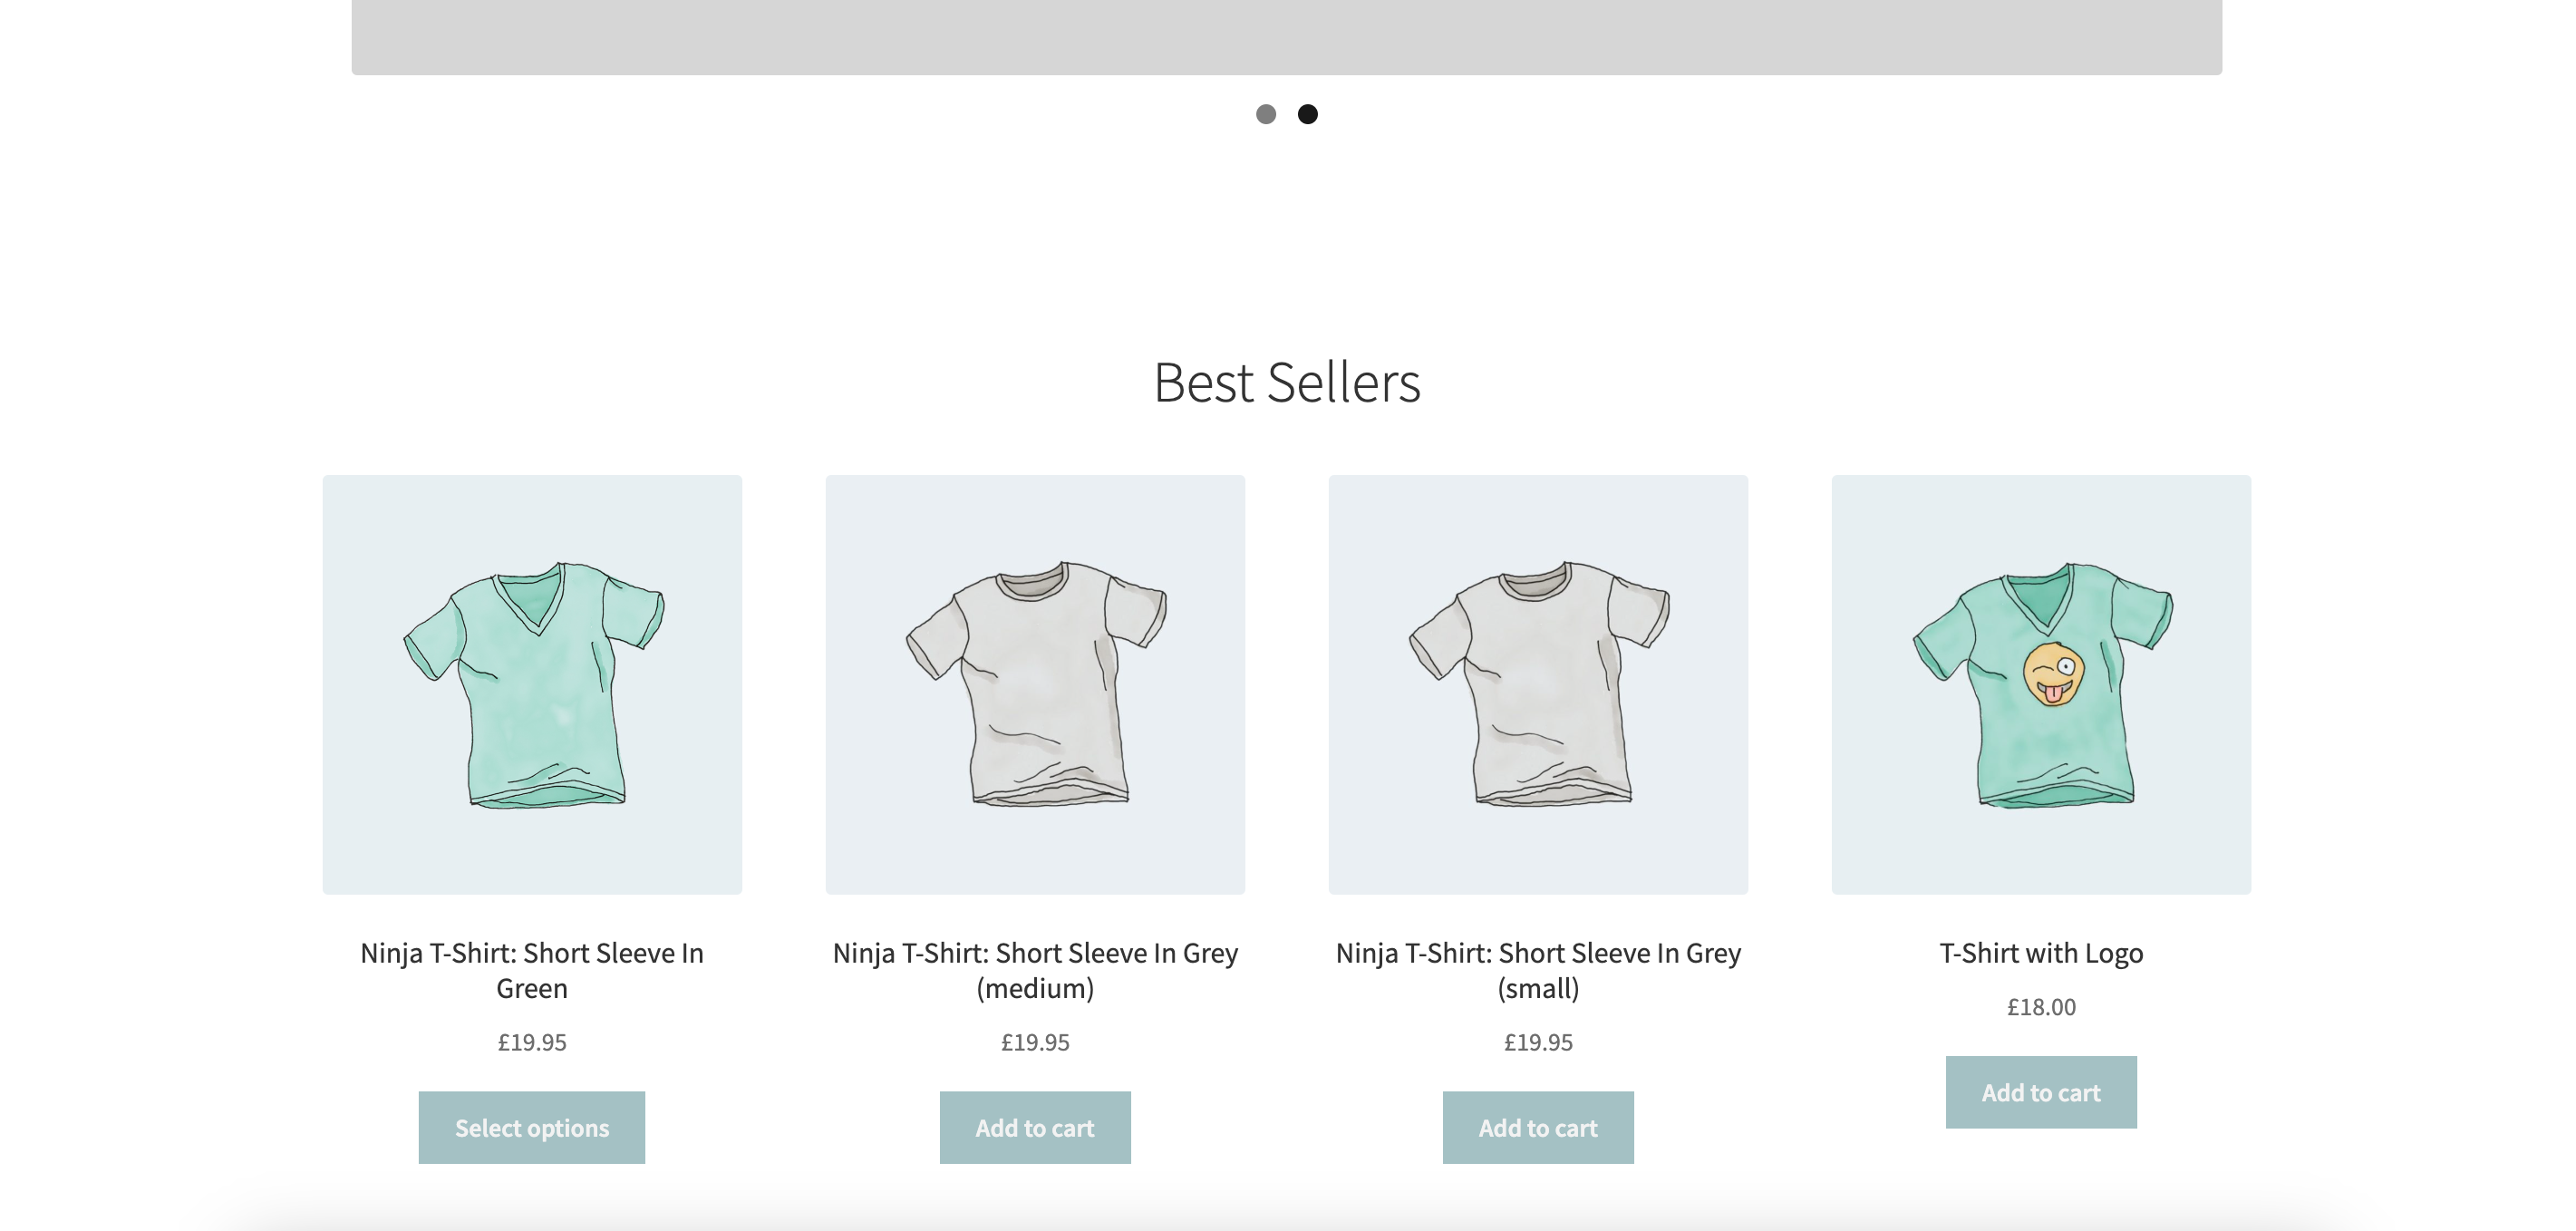 Best Sellers
Ninja T-Shirt: Short Sleeve In
Green
£19.95
Select options
Ninja T-Shirt: Short Sleeve In Grey
(medium)
£19.95
Add to cart
Ninja T-Shirt: Short Sleeve In Grey
(small)
£19.95
Add to cart
T-Shirt with Logo
£18.00
Add to cart